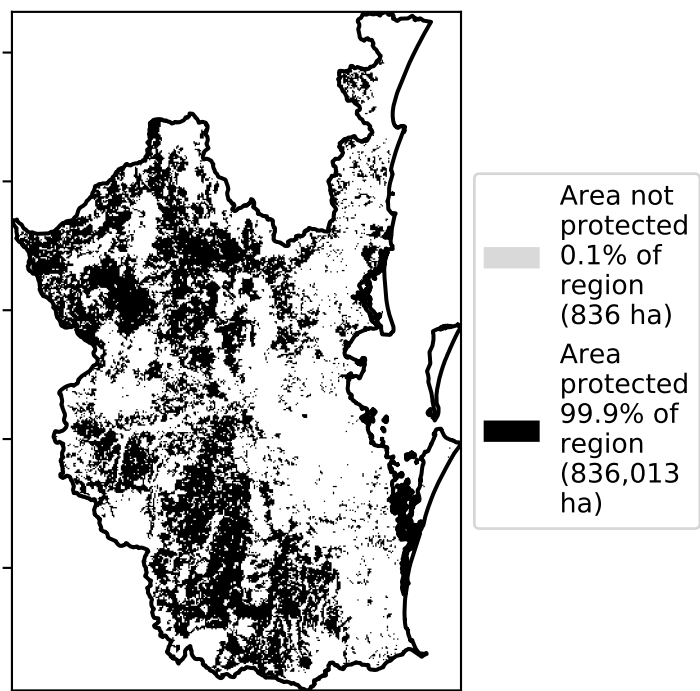 Area not
protected
0.1% of
region
(836 ha)
Area
protected
99.9% of
region
(836,013
ha)